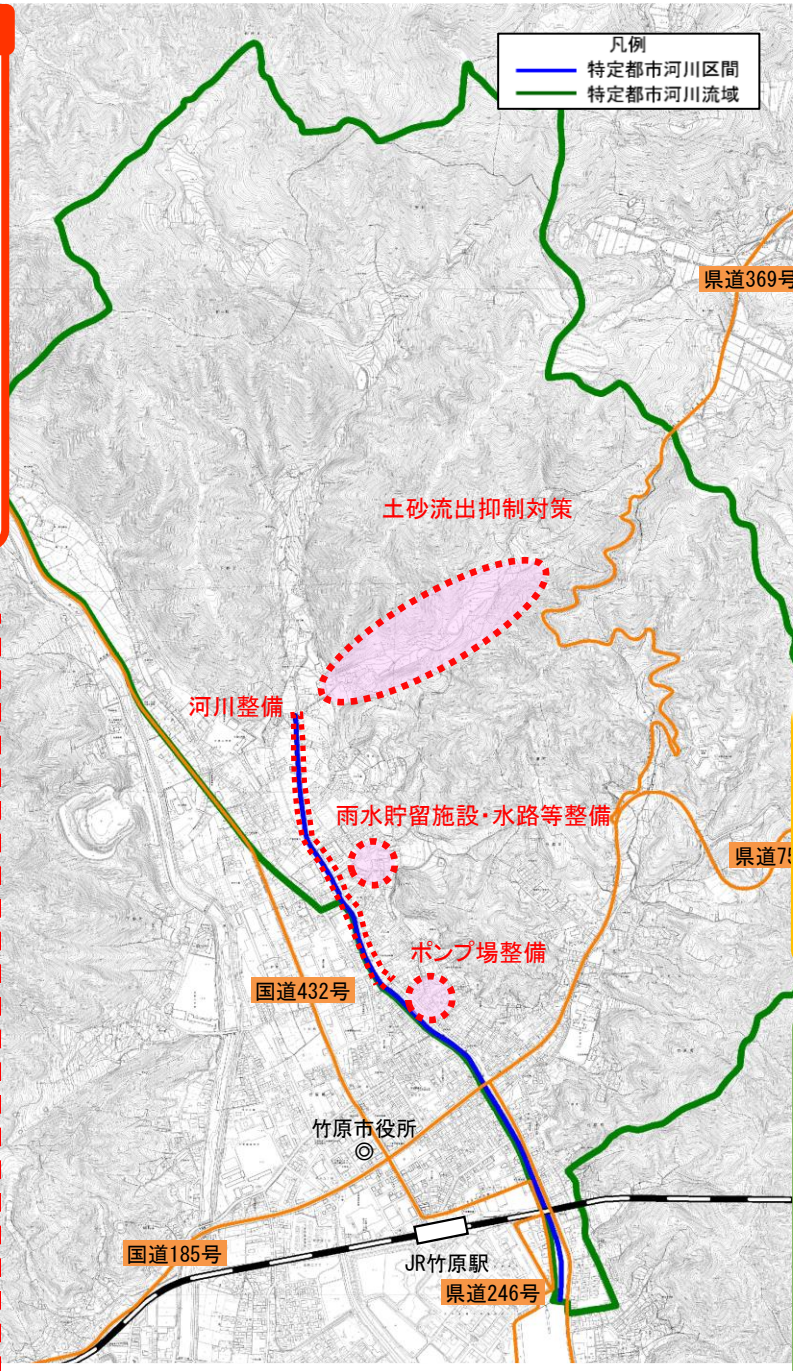 凡例
特定都市河川区間
特定都市河川流域
県道369号
土砂流出抑制対策
河川整備
雨水貯留施設・水路等整備
県道75
ポンプ場整備
国道432号
竹原市役所
国道185号
JR竹原駅
県道246号